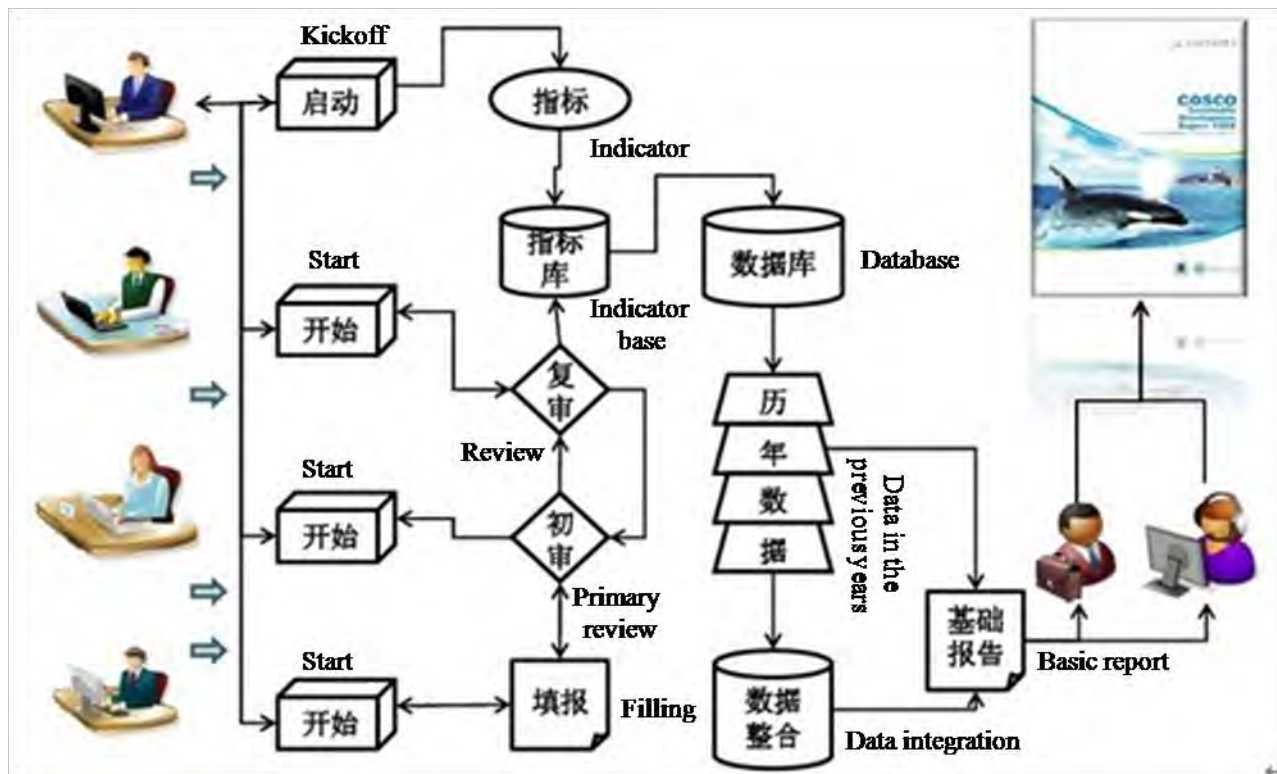 Kickoff
启动
指标
Indicator
指标
库
Indicator
base
数据库
Database
Start
开始
复
审
Review
Start
开始
初
审
Primary
review
Start
开始
填报
Filling
历
年
数
据
Data in the
previous years
数据
整合
Data integration
基础
报告
Basic report
COSCO